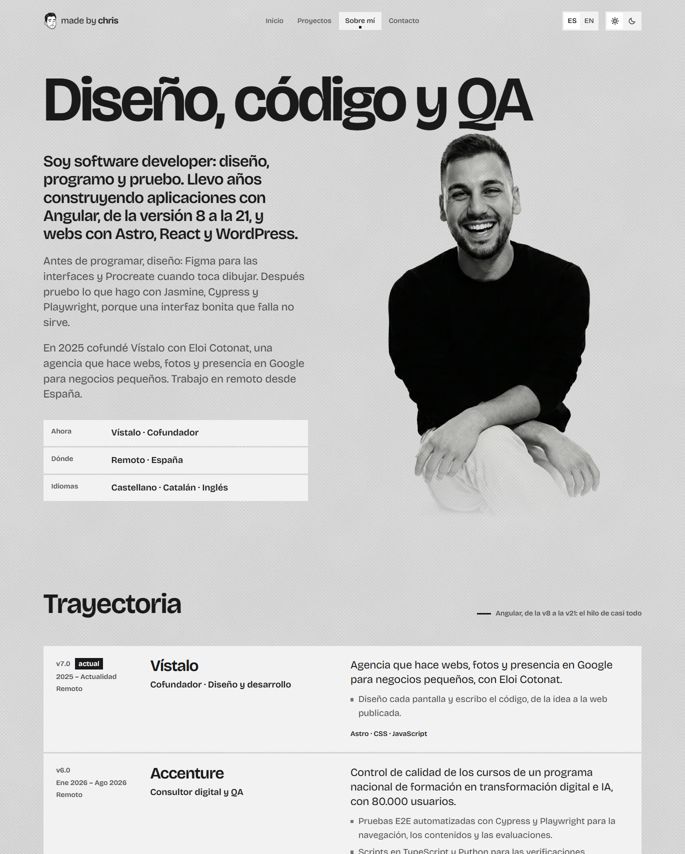 made by chris
Inicio
Proyectos
Sobre mí
Contacto
ES
EN
Diseño, código y QA
Soy software developer: diseño,
programo y pruebo. Llevo años
construyendo aplicaciones con
Angular, de la versión 8 a la 21, y
webs con Astro, React y WordPress.
Antes de programar, diseño: Figma para las
interfaces y Procreate cuando toca dibujar. Después
pruebo lo que hago con Jasmine, Cypress y
Playwright, porque una interfaz bonita que falla no
sirve.
En 2025 cofundé Vístalo con Eloi Cotonat, una
agencia que hace webs, fotos y presencia en Google
para negocios pequeños. Trabajo en remoto desde
España.
Ahora
Vístalo · Cofundador
Dónde
Remoto · España
Idiomas
Castellano · Catalán · Inglés
Trayectoria
Angular, de la v8 a la v21: el hilo de casi todo
v7.0 actual
2025 – Actualidad
Remoto
Vístalo
Cofundador · Diseño y desarrollo
Agencia que hace webs, fotos y presencia en Google
para negocios pequeños, con Eloi Cotonat.
Diseño cada pantalla y escribo el código, de la idea a la web
publicada.
Astro · CSS · JavaScript
v6.0
Ene 2026 – Ago 2026
Remoto
Accenture
Consultor digital y QA
Control de calidad de los cursos de un programa
nacional de formación en transformación digital e IA,
con 80.000 usuarios.
Pruebas E2E automatizadas con Cypress y Playwright para la
navegación, los contenidos y las evaluaciones.
Scripts en TypeScript y Python para las verificaciones